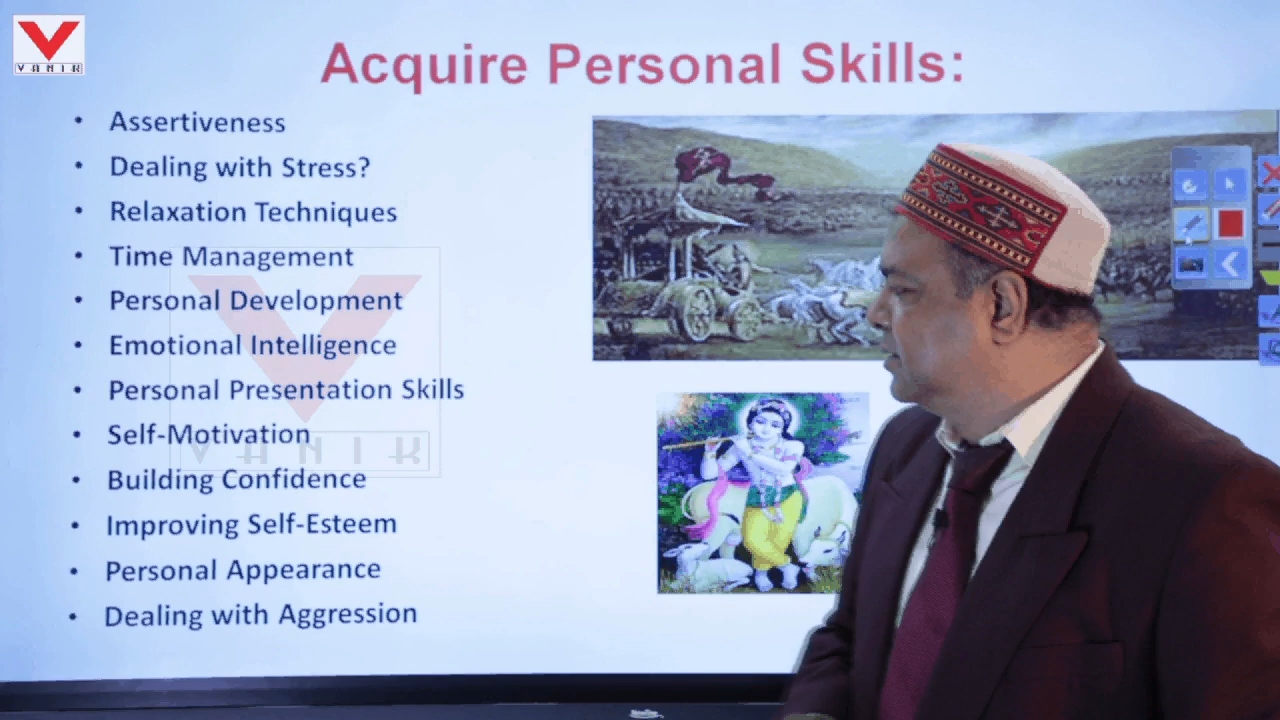 VANIK
Acquire Personal Skills:
• Assertiveness
• Dealing with Stress?
• Relaxation Techniques
• Time Management
• Personal Development
• Emotional Intelligence
• Personal Presentation Skills
• Self-Motivation
VANIK
• Building Confidence
• Improving Self-Esteem
• Personal Appearance
• Dealing with Aggression